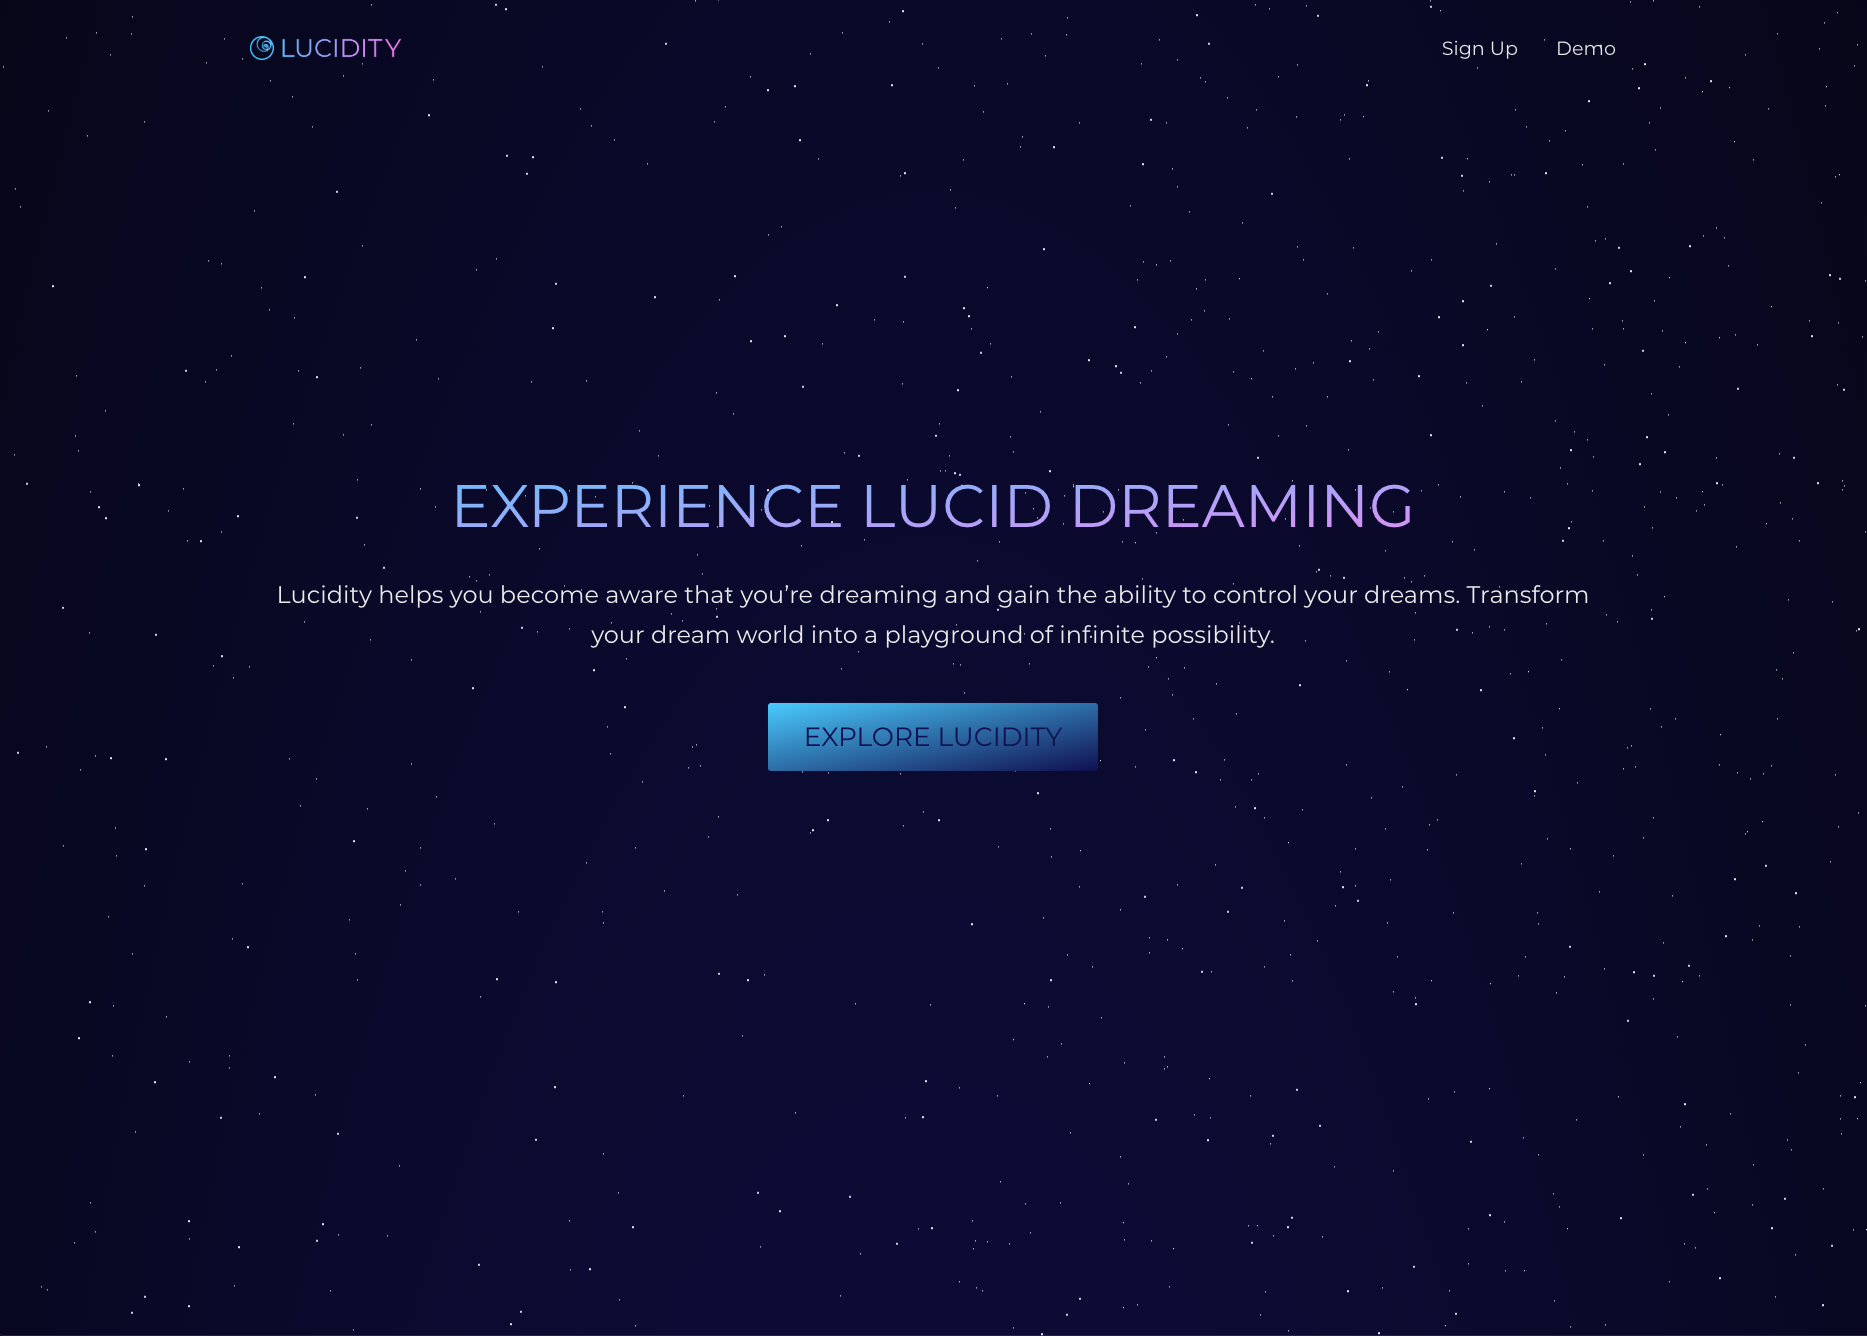 LUCIDITY
Sign Up
Demo
EXPERIENCE LUCID DREAMING
Lucidity helps you become aware that you’re dreaming and gain the ability to control your dreams. Transform
your dream world into a playground of infinite possibility.
EXPLORE LUCIDITY